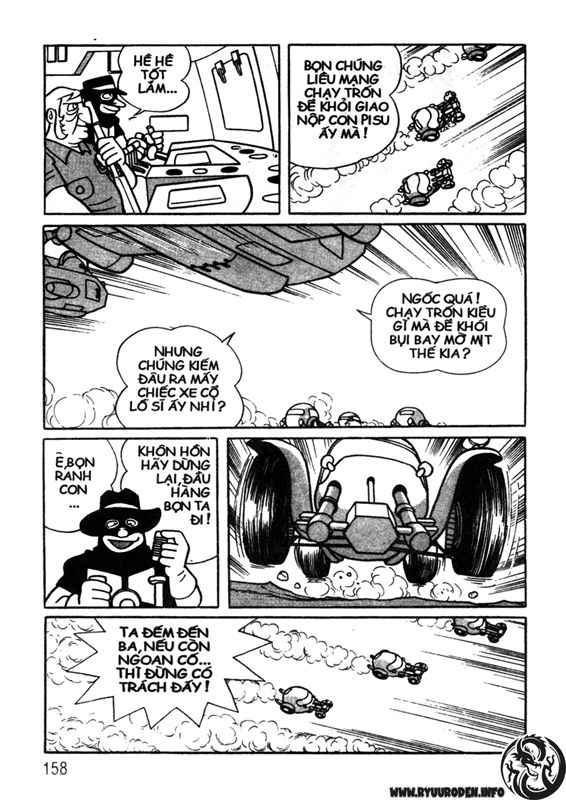 HỀ HỀ
TỐT
LẮM...
BỌN CHÚNG
LIỀU MẠNG
CHẠY TRỐN
ĐỂ KHỎI GIAO
NỘP CON PISU
ẤY MÀ!
NGỐC QUÁ!
CHẠY TRỐN KIỂU
GÌ MÀ ĐỂ KHÓI
BỤI BAY MỜ MỊT
THẾ KIA?
NHƯNG
CHÚNG KIẾM
ĐÂU RA MẤY
CHIẾC XE CỔ
LỖ SĨ ẤY NHỈ?
Ê, BỌN
RANH
CON
...
KHÔN HỒN
HÃY DỪNG
LẠI, ĐẦU
HÀNG
BỌN TA
ĐI!
TA ĐẾM ĐẾN
BA, NẾU CÒN
NGOAN CỐ...
THÌ ĐỪNG CÓ
TRÁCH ĐẤY!
158
WWW.RYUURODEN.INFO